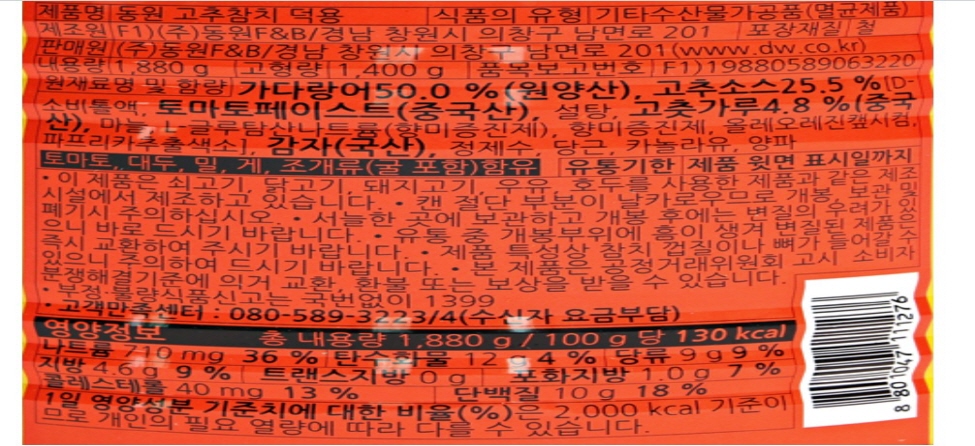 제품명 동원 고추참치 덕용 식품의 유형 기타수산물가공품(멸균제품)
제조원 F1)(주)동원F&B/경남 창원시 의창구 남면로 201 포장재질 철
판매원 (주)동원F&B/경남 창원시 의창구 남면로 201(www.dw.co.kr)
내용량 1,880 g 고형량 1,400 g 품목보고번호 F1)19880589063220
원재료명 및 함량 가다랑어50.0 %(원양산), 고추소스25.5 %[D-
소비톨액, 토마토페이스트(중국산), 설탕, 고춧가루4.8 %(중국
산), 마늘, L-글루탐산나트륨(향미증진제), 향미증진제, 올레오레진캪시컴,
파프리카추출색소], 감자(국산), 정제수, 당근, 카놀라유, 양파
토마토, 대두, 밀, 게, 조개류(굴 포함)함유 유통기한 제품 윗면 표시일까지
• 이 제품은 쇠고기, 닭고기, 돼지고기, 우유, 호두를 사용한 제품과 같은 제조
시설에서 제조하고 있습니다. • 캔 절단 부분이 날카로우므로 개봉, 보관 및
폐기시 주의하십시오. • 서늘한 곳에 보관하고 개봉 후에는 변질의 우려가 있
으니 바로 드시기 바랍니다. • 유통 중 개봉부위에 흠이 생겨 변질된 제품은
즉시 교환하여 주시기 바랍니다. • 제품 특성상 참치 껍질이나 뼈가 들어갈 수
있으니 주의하여 드시기 바랍니다. • 본 제품은 공정거래위원회 고시 소비자
분쟁해결기준에 의거 교환, 환불 또는 보상을 받을 수 있습니다.
• 부정·불량식품신고는 국번없이 1399
• 고객만족센터 : 080-589-3223/4(수신자 요금부담)
영양정보 총 내용량 1,880 g / 100 g 당 130 kcal
나트륨 710 mg 36 % 탄수화물 12 g 4 % 당류 9 g 9 %
지방 4.6 g 9 % 트랜스지방 0 g 포화지방 1.0 g 7 %
콜레스테롤 40 mg 13 % 단백질 10 g 18 %
1일 영양성분 기준치에 대한 비율(%)은 2,000 kcal 기준이
므로 개인의 필요 열량에 따라 다를 수 있습니다.
8 801047 111276